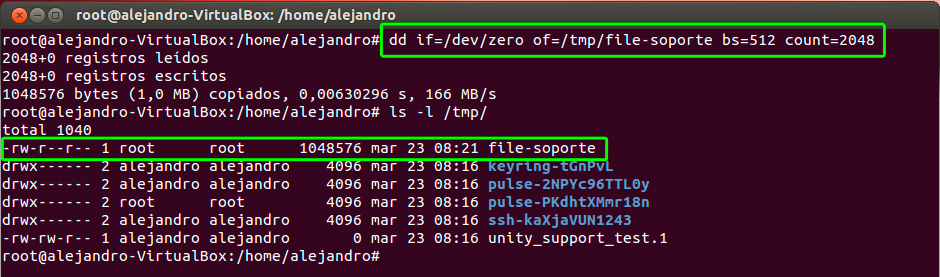 root@alejandro-VirtualBox: /home/alejandro
root@alejandro-VirtualBox:/home/alejandro# dd if=/dev/zero of=/tmp/file-soporte bs=512 count=2048
2048+0 registros leídos
2048+0 registros escritos
1048576 bytes (1,0 MB) copiados, 0,00630296 s, 166 MB/s
root@alejandro-VirtualBox:/home/alejandro# ls -l /tmp/
total 1040
-rw-r--r-- 1 root      root      1048576 mar 23 08:21 file-soporte
drwx------ 2 alejandro alejandro    4096 mar 23 08:16 keyring-tGnPvL
drwx------ 2 alejandro alejandro    4096 mar 23 08:16 pulse-2NPYc96TTL0y
drwx------ 2 root      root         4096 mar 23 08:16 pulse-PKdhtXMmr18n
drwx------ 2 alejandro alejandro    4096 mar 23 08:16 ssh-kaXjaVUN1243
-rw-rw-r-- 1 alejandro alejandro       0 mar 23 08:16 unity_support_test.1
root@alejandro-VirtualBox:/home/alejandro#